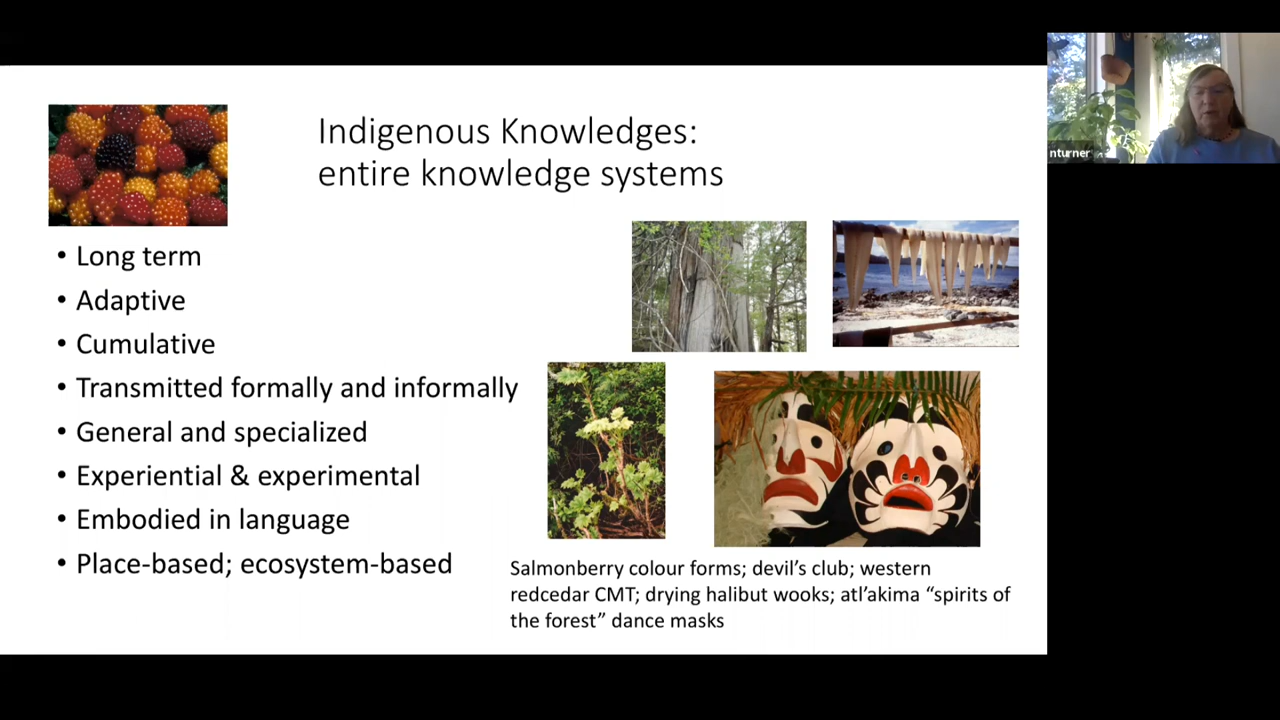 Indigenous Knowledges:
entire knowledge systems
• Long term
• Adaptive
• Cumulative
• Transmitted formally and informally
• General and specialized
• Experiential & experimental
• Embodied in language
• Place-based; ecosystem-based
Salmonberry colour forms; devil’s club; western
redcedar CMT; drying halibut wooks; atl’akima “spirits of
the forest” dance masks
nturner